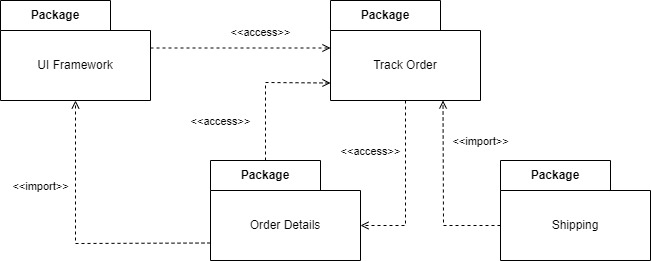 Package
<<access>>
Package
UI Framework
Track Order
<<access>>
<<access>>
<<import>>
<<import>>
Package
Package
Order Details
Shipping